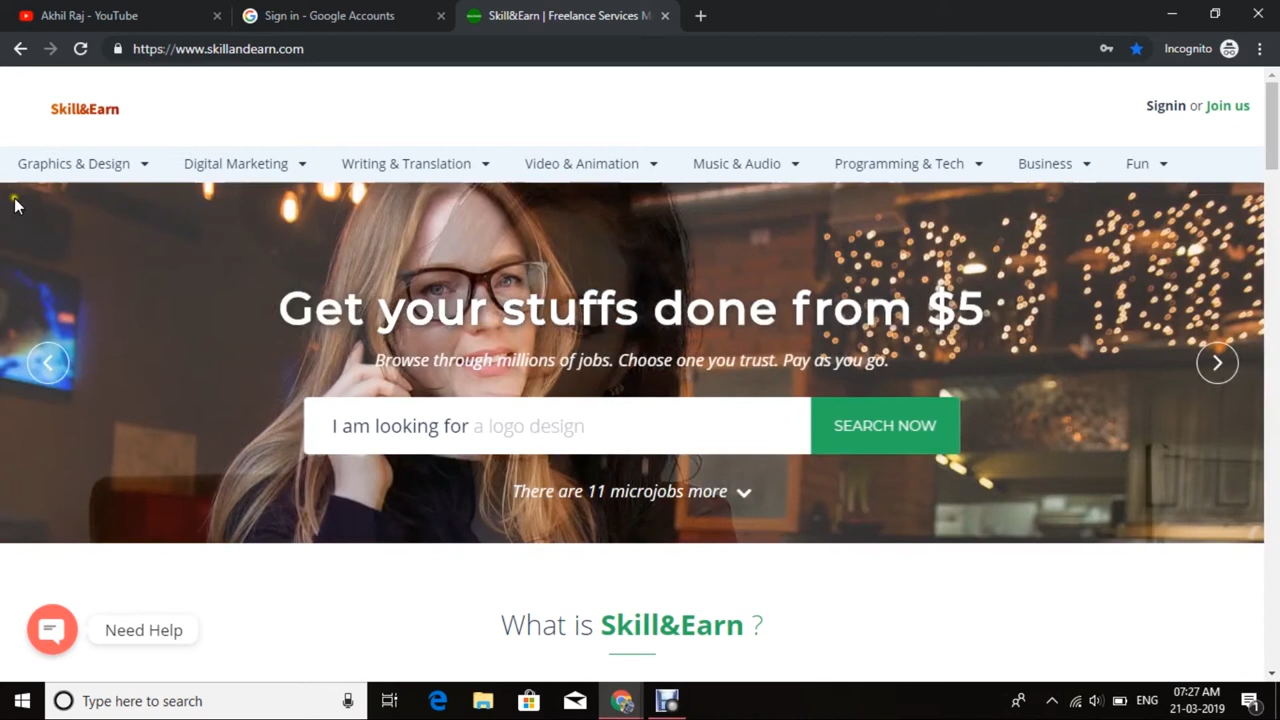 Akhil Raj - YouTube
Sign in - Google Accounts
Skill&Earn | Freelance Services M
https://www.skillandearn.com
Incognito
Skill&Earn
Signin or Join us
Graphics & Design
Digital Marketing
Writing & Translation
Video & Animation
Music & Audio
Programming & Tech
Business
Fun
Get your stuffs done from $5
Browse through millions of jobs. Choose one you trust. Pay as you go.
I am looking for a logo design
SEARCH NOW
There are 11 microjobs more
What is Skill&Earn ?
Need Help
Type here to search
ENG
07:27 AM
21-03-2019
1